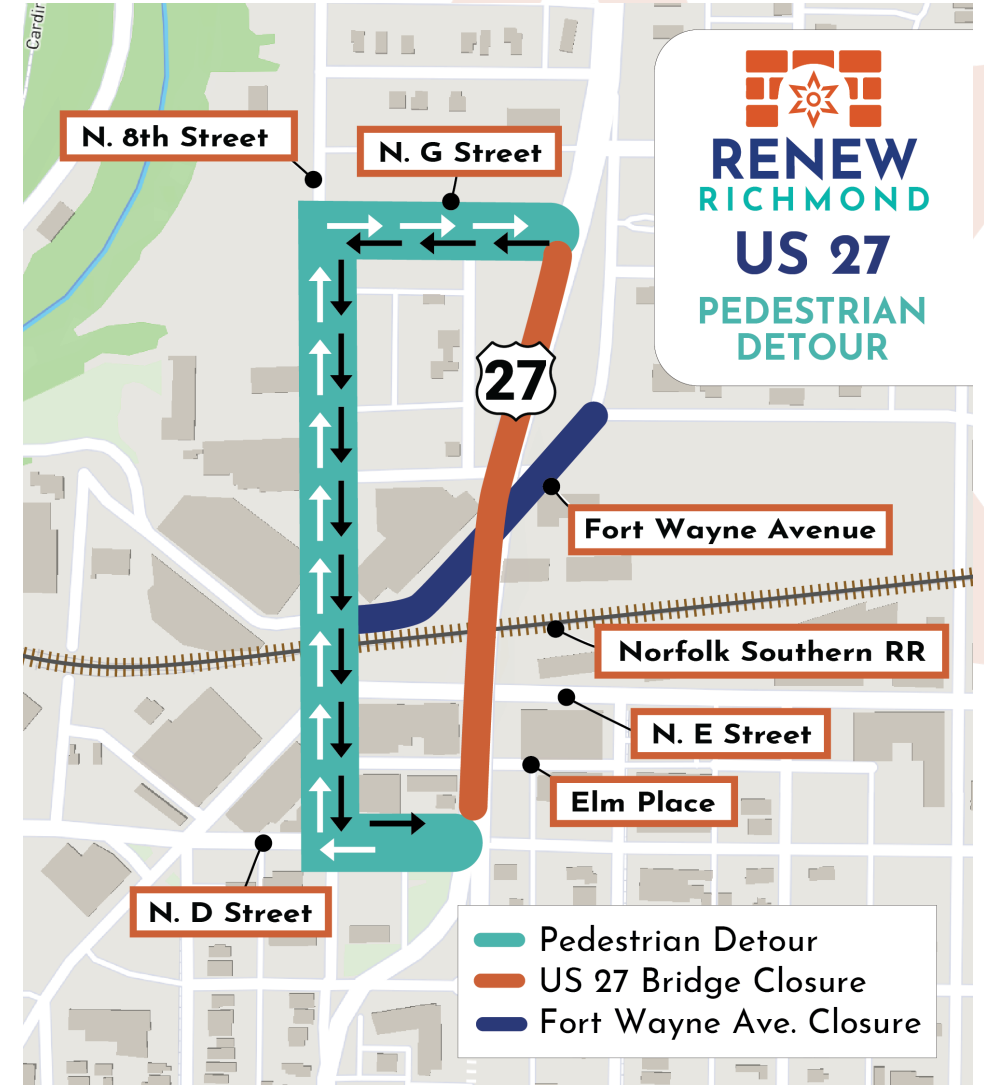 Cardin
N. 8th Street
N. G Street
RENEW
RICHMOND
US 27
PEDESTRIAN
DETOUR
27
Fort Wayne Avenue
Norfolk Southern RR
N. E Street
Elm Place
N. D Street
Pedestrian Detour
US 27 Bridge Closure
Fort Wayne Ave. Closure